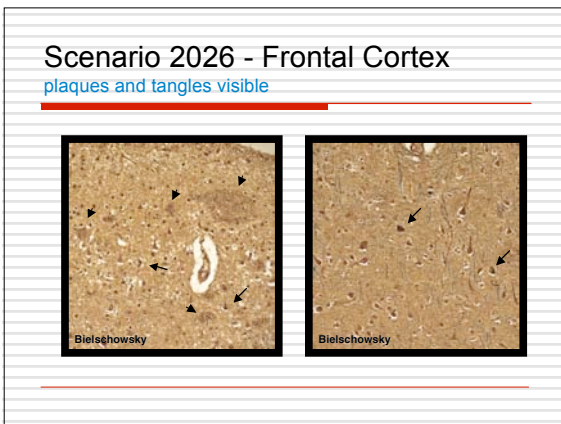 Scenario 2026 - Frontal Cortex
plaques and tangles visible
Bielschowsky
Bielschowsky